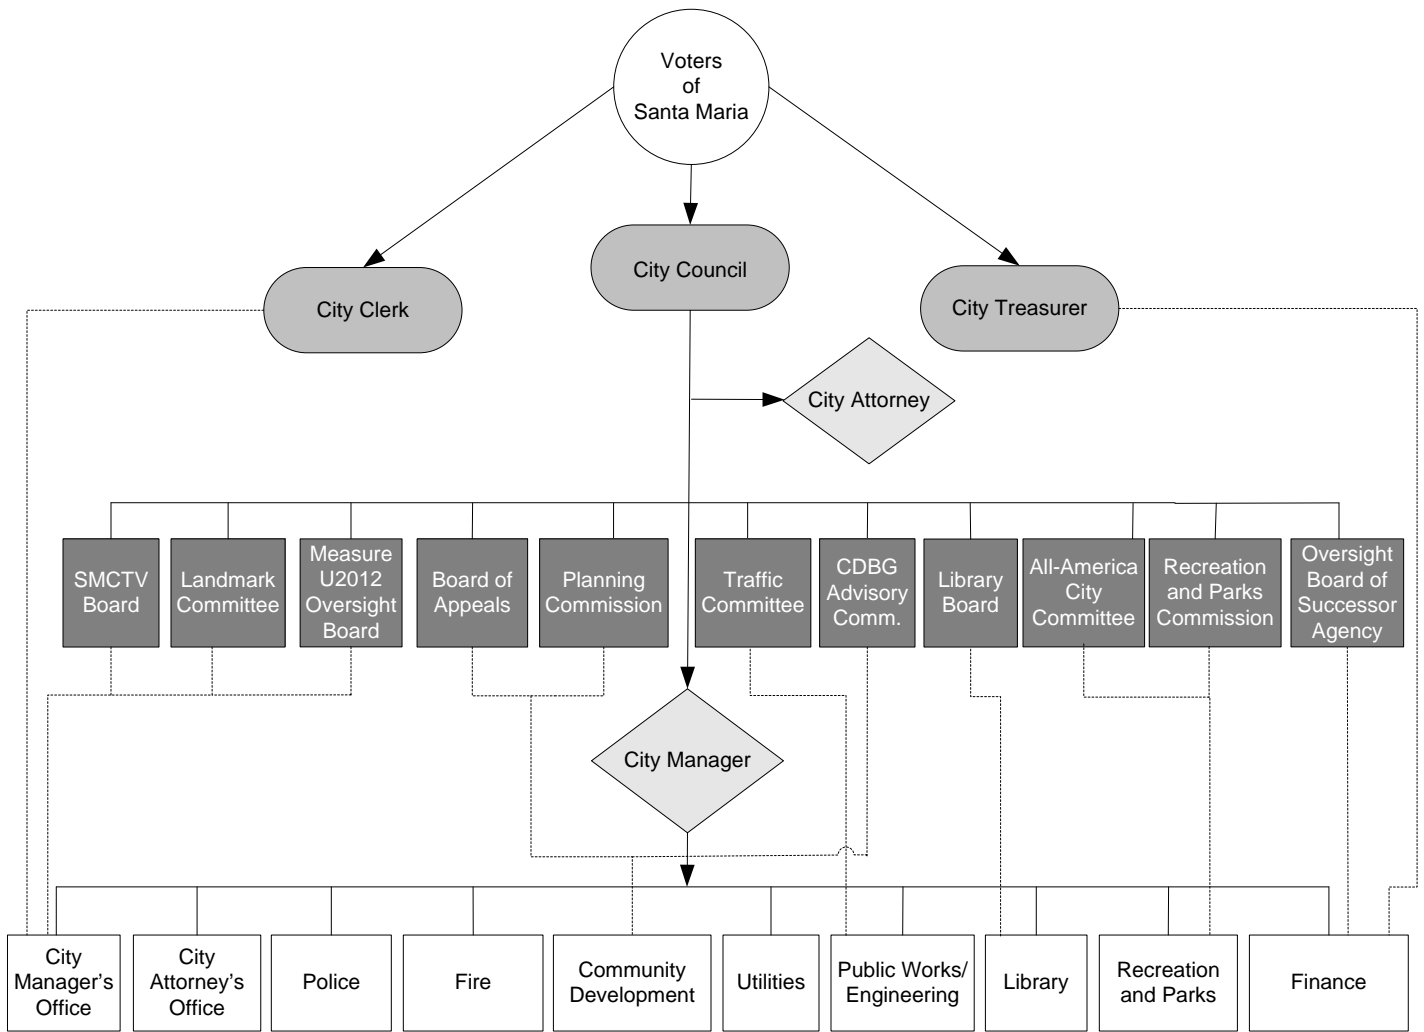 Voters
of
Santa Maria
City Council
City Clerk
City Treasurer
City Attorney
SMCTV
Board
Landmark
Committee
Measure
U2012
Oversight
Board
Board of
Appeals
Planning
Commission
Traffic
Committee
CDBG
Advisory
Comm.
Library
Board
All-America
City
Committee
Recreation
and Parks
Commission
Oversight
Board of
Successor
Agency
City Manager
City
Manager’s
Office
City
Attorney’s
Office
Police
Fire
Community
Development
Utilities
Public Works/
Engineering
Library
Recreation
and Parks
Finance